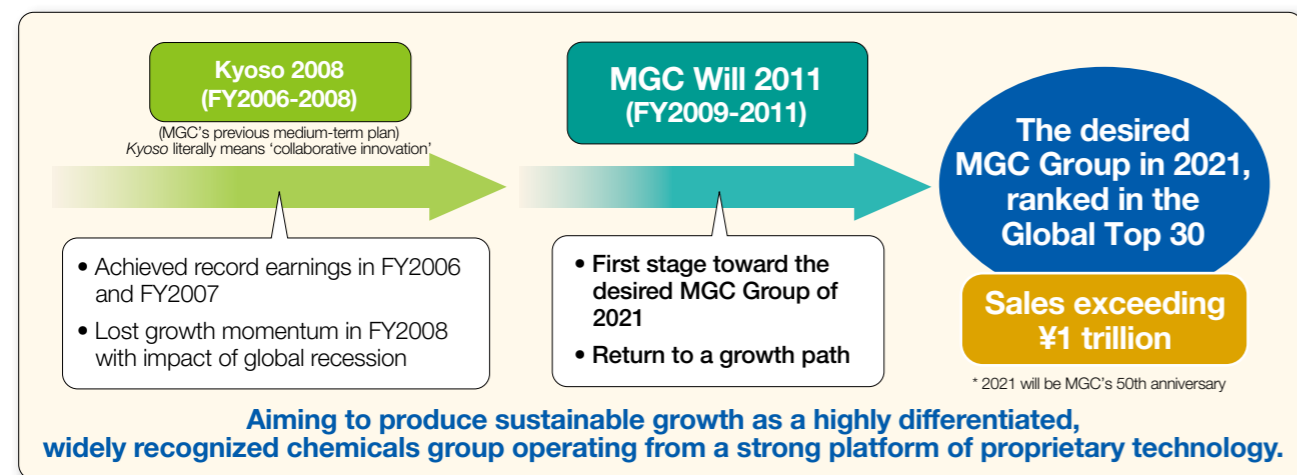 Kyoso 2008
(FY2006-2008)
(MGC's previous medium-term plan)
Kyoso literally means 'collaborative innovation'
• Achieved record earnings in FY2006
and FY2007
• Lost growth momentum in FY2008
with impact of global recession
MGC Will 2011
(FY2009-2011)
• First stage toward the
desired MGC Group of
2021
• Return to a growth path
The desired
MGC Group in 2021,
ranked in the
Global Top 30
Sales exceeding
¥1 trillion
* 2021 will be MGC's 50th anniversary
Aiming to produce sustainable growth as a highly differentiated,
widely recognized chemicals group operating from a strong platform of proprietary technology.